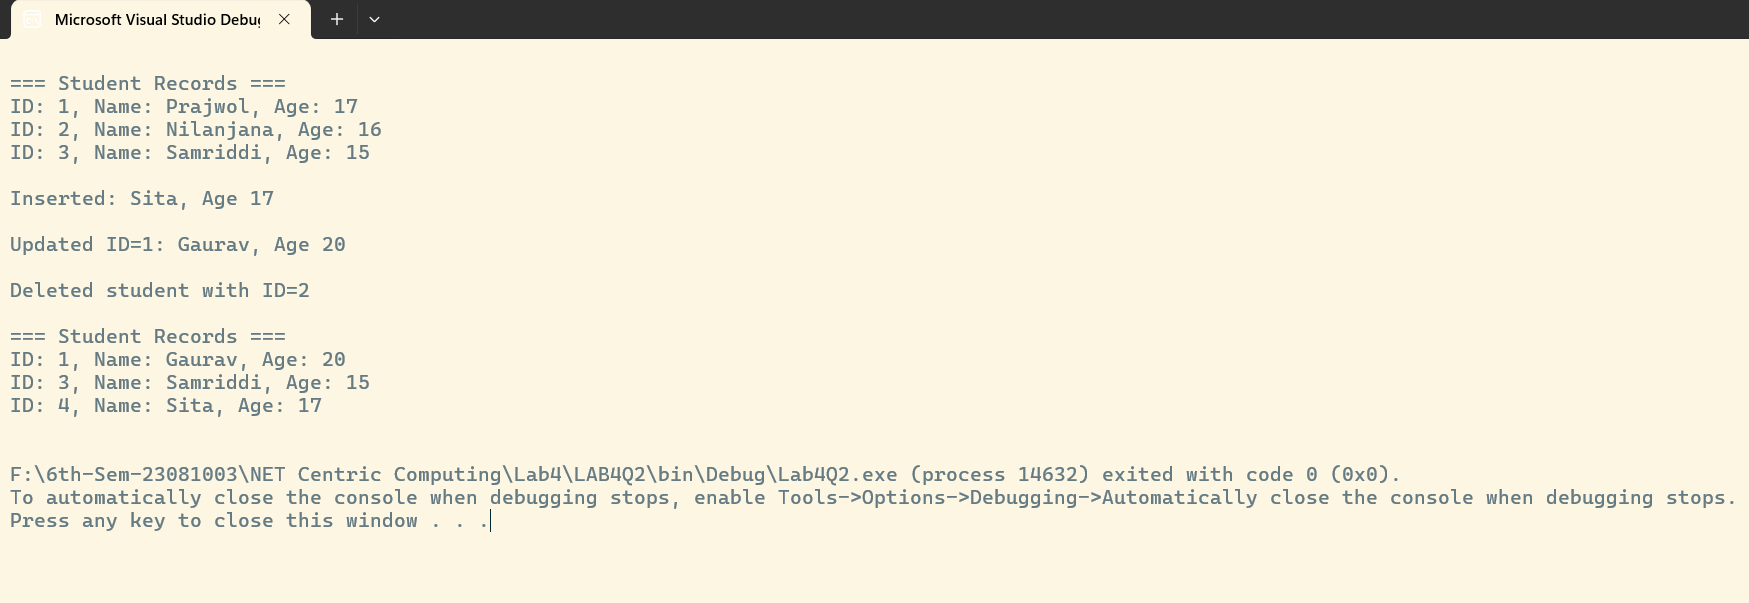 Microsoft Visual Studio Debug
=== Student Records ===
ID: 1, Name: Prajwol, Age: 17
ID: 2, Name: Nilanjana, Age: 16
ID: 3, Name: Samriddi, Age: 15
Inserted: Sita, Age 17
Updated ID=1: Gaurav, Age 20
Deleted student with ID=2
=== Student Records ===
ID: 1, Name: Gaurav, Age: 20
ID: 3, Name: Samriddi, Age: 15
ID: 4, Name: Sita, Age: 17
F:\6th-Sem-23081003\NET Centric Computing\Lab4\LAB4Q2\bin\Debug\Lab4Q2.exe (process 14632) exited with code 0 (0x0).
To automatically close the console when debugging stops, enable Tools->Options->Debugging->Automatically close the console when debugging stops.
Press any key to close this window . . .